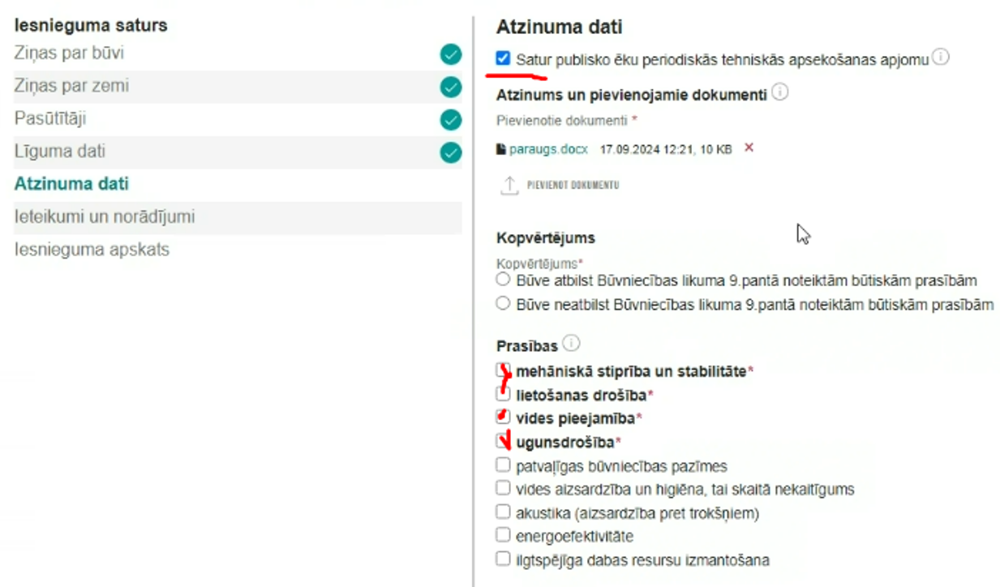 Iesnieguma saturs
Ziņas par būvi
Ziņas par zemi
Pasūtītāji
Līguma dati
Atzinuma dati
Ieteikumi un norādījumi
Iesnieguma apskats
Atzinuma dati
Satur publisko ēku periodiskās tehniskās apsekošanas apjomu
Atzinums un pievienojamie dokumenti
Pievienotie dokumenti *
paraugs.docx 17.09.2024 12:21, 10 KB
PIEVIENOT DOKUMENTU
Kopvērtējums
Kopvērtējums*
Būve atbilst Būvniecības likuma 9.pantā noteiktām būtiskām prasībām
Būve neatbilst Būvniecības likuma 9.pantā noteiktām būtiskām prasībām
Prasības
mehāniskā stiprība un stabilitāte*
lietošanas drošība*
vides pieejamība*
ugunsdrošība*
patvaļīgas būvniecības pazīmes
vides aizsardzība un higiēna, tai skaitā nekaitīgums
akustika (aizsardzība pret trokšņiem)
energoefektivitāte
ilgtspējīga dabas resursu izmantošana